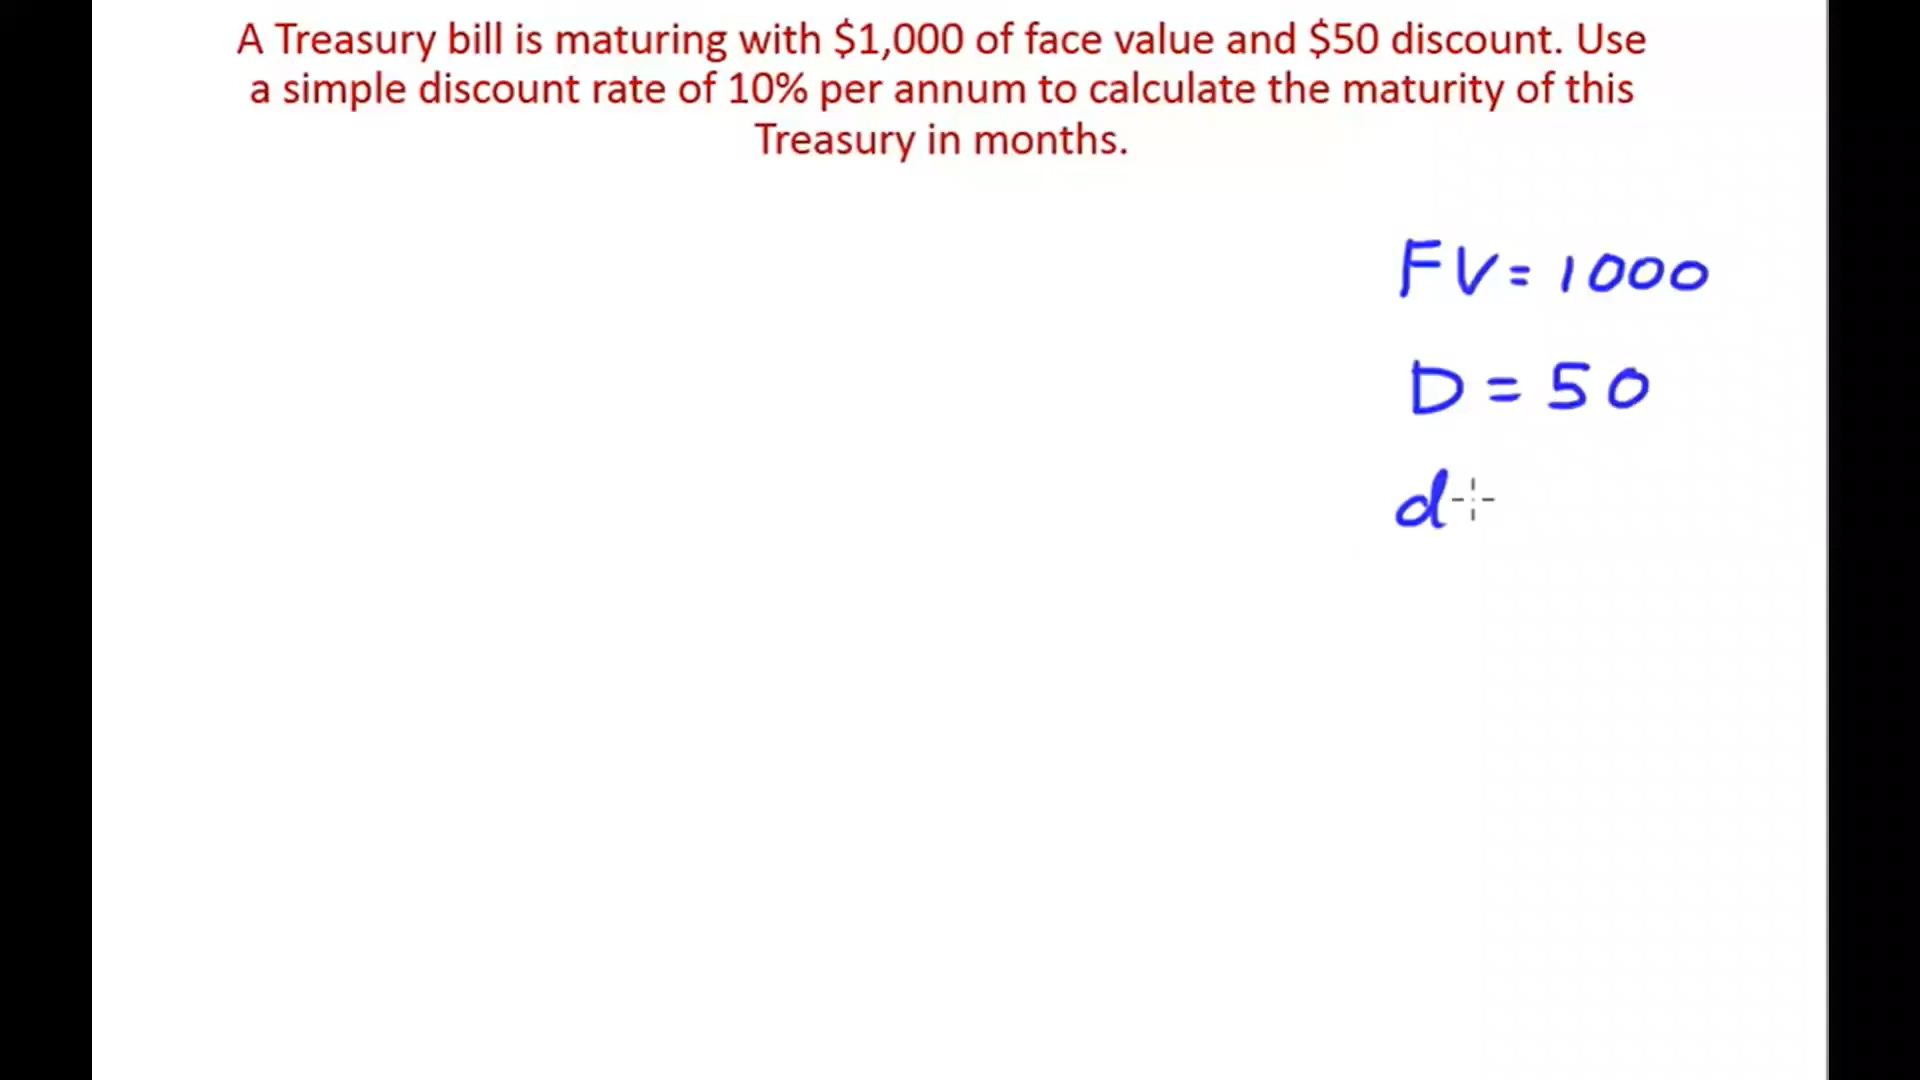 A Treasury bill is maturing with $1,000 of face value and $50 discount. Use
a simple discount rate of 10% per annum to calculate the maturity of this
Treasury in months.
FV = 1000
D = 50
d